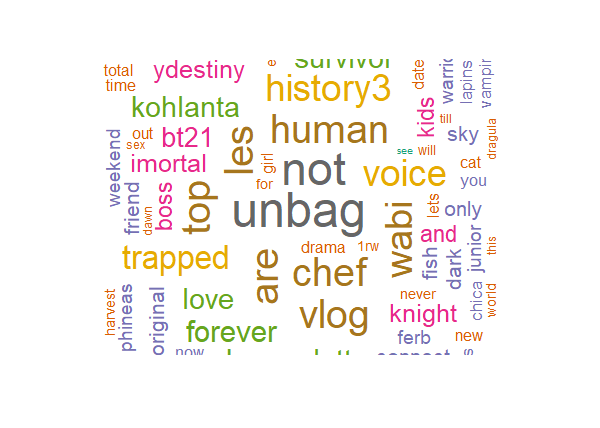 total
time
ydestiny
history3
date
kids
lapins
kohlanta
human
bt21
les
out
sex
till
see
will
sky
dragula
weekend
imortal
girl
not
voice
cat
friend
boss
top
for
you
dawn
unbag
wabi
lets
only
trapped
are
drama
1rw
and
fish
dark
junior
this
chef
harvest
phineas
original
love
vlog
never
knight
chica
world
forever
ferb
new
now